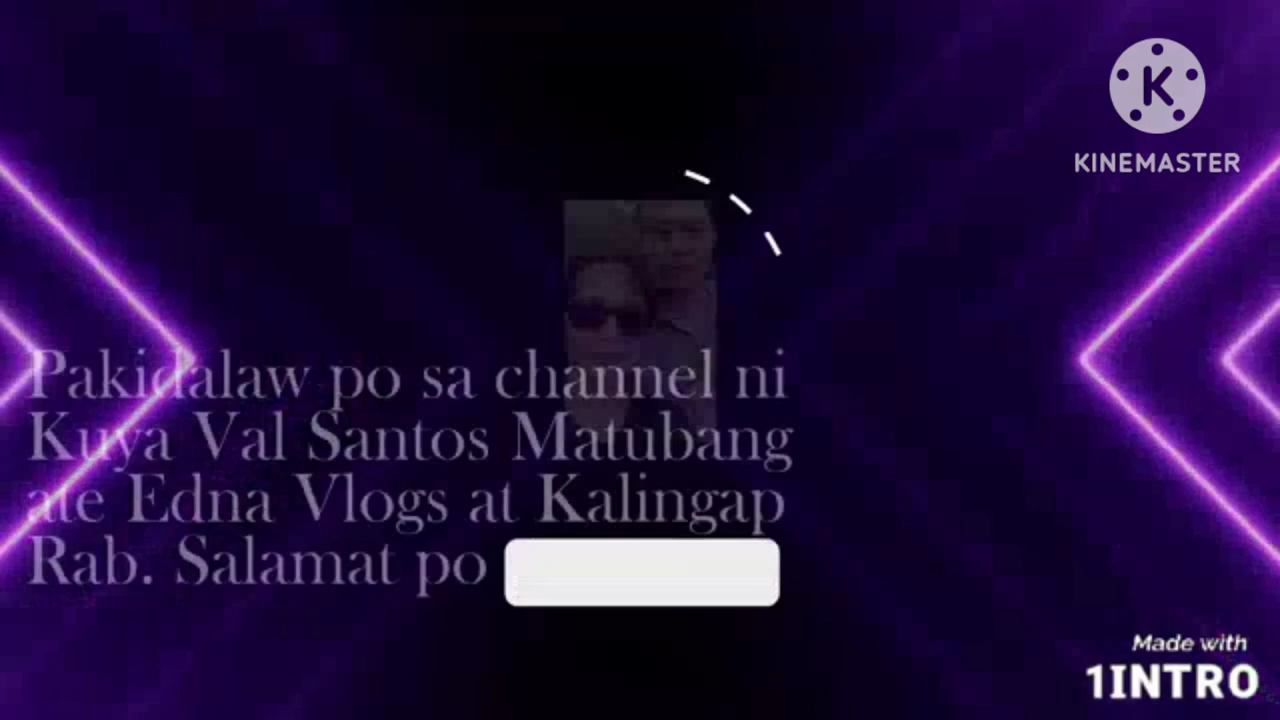 K
KINEMASTER
Pakidalaw po sa channel ni
Kuya Val Santos Matubang
ate Edna Vlogs at Kalingap
Rab. Salamat po
Made with
1INTRO